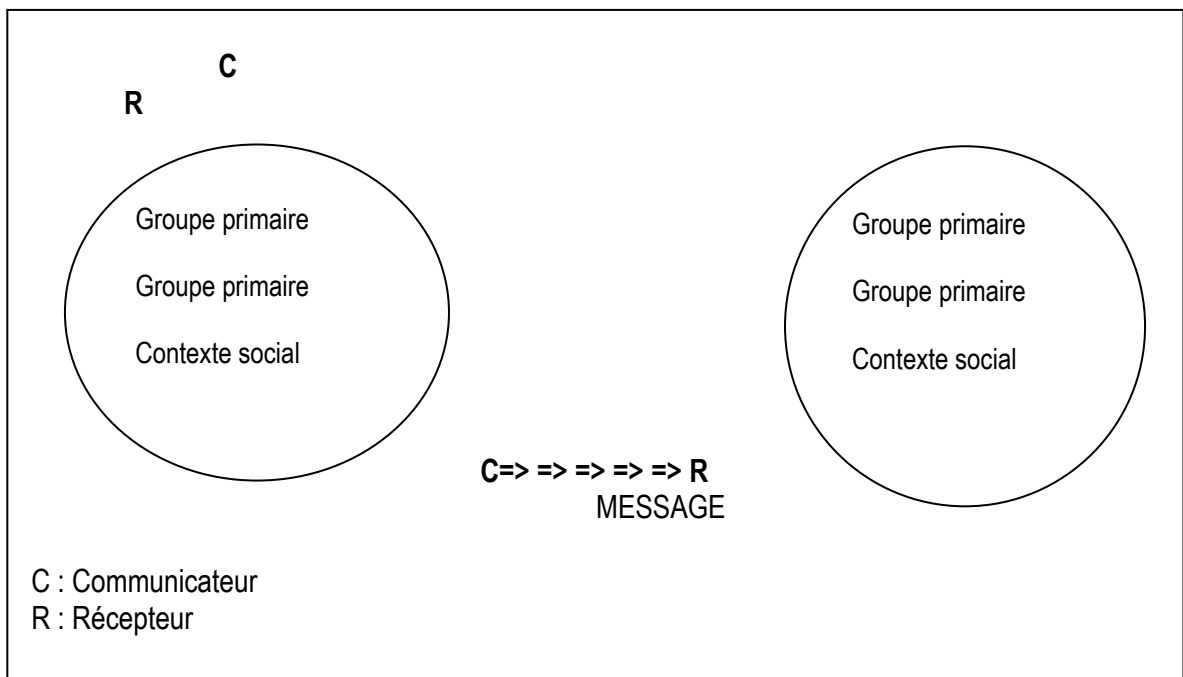 C
R
Groupe primaire
Groupe primaire
Contexte social
Groupe primaire
Groupe primaire
Contexte social
C=> => => => => R
MESSAGE
C : Communicateur
R : Récepteur